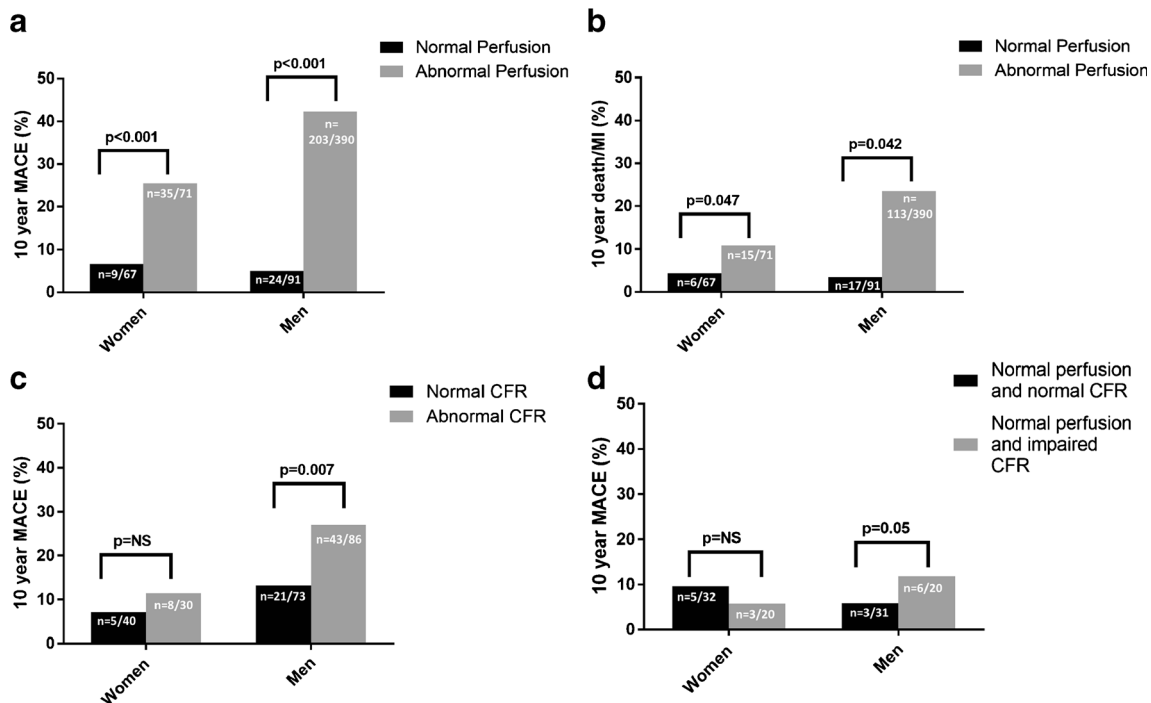 a
Normal Perfusion
Abnormal Perfusion
10 year MACE (%)
50
40
30
20
10
0
p<0.001
p<0.001
n=9/67
n=35/71
n=24/91
n=
203/390
Women
Men
b
Normal Perfusion
Abnormal Perfusion
10 year death/MI (%)
50
40
30
20
10
0
p=0.047
p=0.042
n=6/67
n=15/71
n=17/91
n=
113/390
Women
Men
c
Normal CFR
Abnormal CFR
10 year MACE (%)
50
40
30
20
10
0
p=NS
p=0.007
n=5/40
n=8/30
n=21/73
n=43/86
Women
Men
d
Normal perfusion
and normal CFR
Normal perfusion
and impaired
CFR
10 year MACE (%)
50
40
30
20
10
0
p=NS
p=0.05
n=5/32
n=3/20
n=3/31
n=6/20
Women
Men